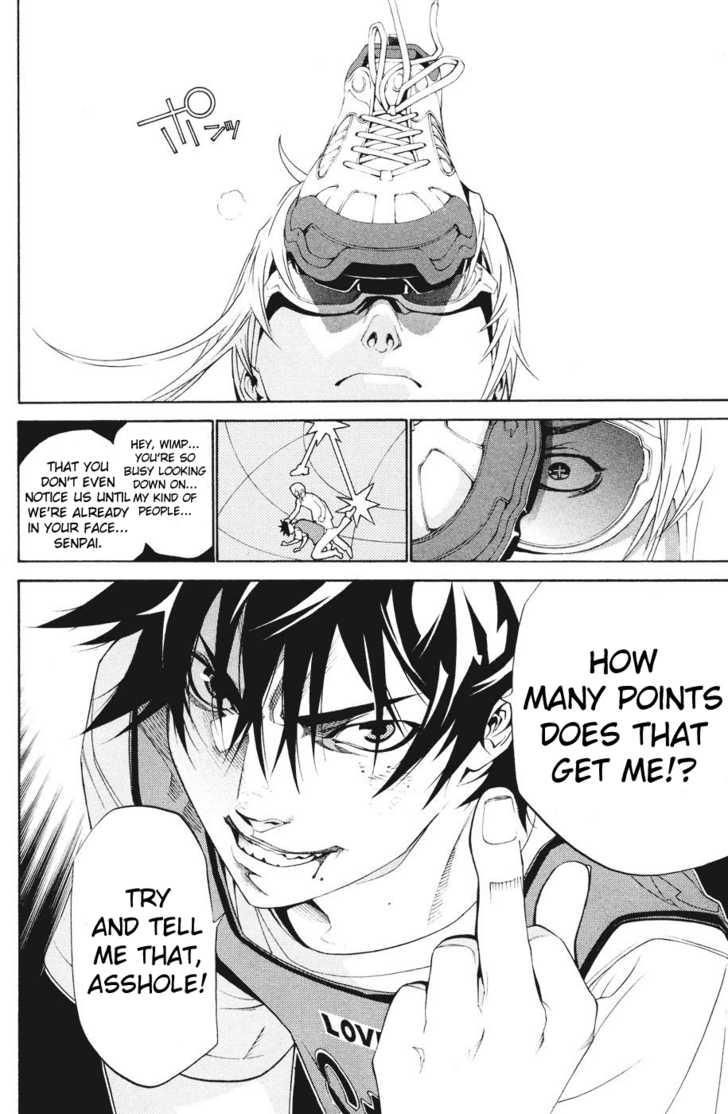 ポンッ
HEY, WIMP...
YOU'RE SO
BUSY LOOKING
DOWN ON...
MY KIND OF
PEOPLE...
THAT YOU
DON'T EVEN
NOTICE US UNTIL
WE'RE ALREADY
IN YOUR FACE...
SENPAI.
HOW
MANY POINTS
DOES THAT
GET ME!?
TRY
AND TELL
ME THAT,
ASSHOLE!